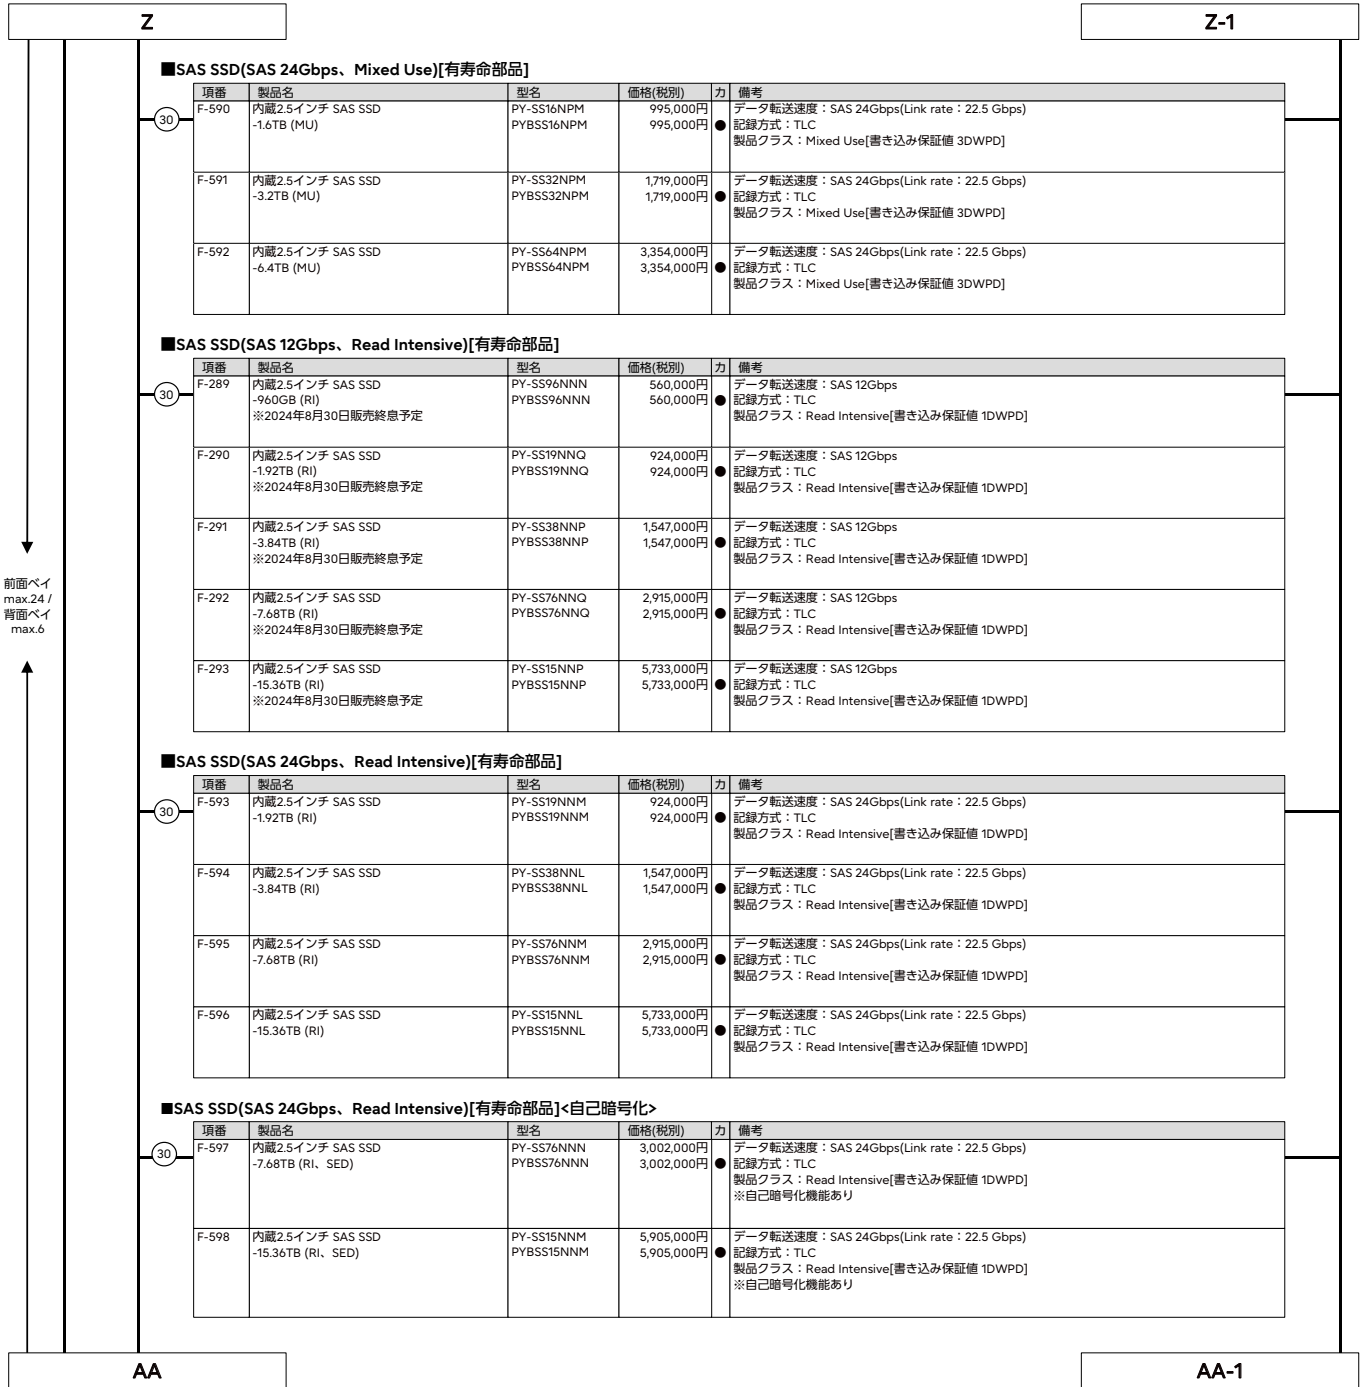 Z
Z-1
■SAS SSD(SAS 24Gbps、Mixed Use)[有寿命部品]
項番 製品名 型名 価格(税別) カ 備考
30
F-590 内蔵2.5インチ SAS SSD PY-SS16NPM 995,000円 データ転送速度：SAS 24Gbps(Link rate：22.5 Gbps)
-1.6TB (MU) PYBSS16NPM 995,000円 ● 記録方式：TLC
製品クラス：Mixed Use[書き込み保証値 3DWPD]
F-591 内蔵2.5インチ SAS SSD PY-SS32NPM 1,719,000円 データ転送速度：SAS 24Gbps(Link rate：22.5 Gbps)
-3.2TB (MU) PYBSS32NPM 1,719,000円 ● 記録方式：TLC
製品クラス：Mixed Use[書き込み保証値 3DWPD]
F-592 内蔵2.5インチ SAS SSD PY-SS64NPM 3,354,000円 データ転送速度：SAS 24Gbps(Link rate：22.5 Gbps)
-6.4TB (MU) PYBSS64NPM 3,354,000円 ● 記録方式：TLC
製品クラス：Mixed Use[書き込み保証値 3DWPD]
■SAS SSD(SAS 12Gbps、Read Intensive)[有寿命部品]
項番 製品名 型名 価格(税別) カ 備考
30
F-289 内蔵2.5インチ SAS SSD PY-SS96NNN 560,000円 データ転送速度：SAS 12Gbps
-960GB (RI) PYBSS96NNN 560,000円 ● 記録方式：TLC
※2024年8月30日販売終息予定 製品クラス：Read Intensive[書き込み保証値 1DWPD]
F-290 内蔵2.5インチ SAS SSD PY-SS19NNQ 924,000円 データ転送速度：SAS 12Gbps
-1.92TB (RI) PYBSS19NNQ 924,000円 ● 記録方式：TLC
※2024年8月30日販売終息予定 製品クラス：Read Intensive[書き込み保証値 1DWPD]
F-291 内蔵2.5インチ SAS SSD PY-SS38NNP 1,547,000円 データ転送速度：SAS 12Gbps
-3.84TB (RI) PYBSS38NNP 1,547,000円 ● 記録方式：TLC
※2024年8月30日販売終息予定 製品クラス：Read Intensive[書き込み保証値 1DWPD]
前面ベイ
max.24 /
背面ベイ
max.6
F-292 内蔵2.5インチ SAS SSD PY-SS76NNQ 2,915,000円 データ転送速度：SAS 12Gbps
-7.68TB (RI) PYBSS76NNQ 2,915,000円 ● 記録方式：TLC
※2024年8月30日販売終息予定 製品クラス：Read Intensive[書き込み保証値 1DWPD]
F-293 内蔵2.5インチ SAS SSD PY-SS15NNP 5,733,000円 データ転送速度：SAS 12Gbps
-15.36TB (RI) PYBSS15NNP 5,733,000円 ● 記録方式：TLC
※2024年8月30日販売終息予定 製品クラス：Read Intensive[書き込み保証値 1DWPD]
■SAS SSD(SAS 24Gbps、Read Intensive)[有寿命部品]
項番 製品名 型名 価格(税別) カ 備考
30
F-593 内蔵2.5インチ SAS SSD PY-SS19NNM 924,000円 データ転送速度：SAS 24Gbps(Link rate：22.5 Gbps)
-1.92TB (RI) PYBSS19NNM 924,000円 ● 記録方式：TLC
製品クラス：Read Intensive[書き込み保証値 1DWPD]
F-594 内蔵2.5インチ SAS SSD PY-SS38NNL 1,547,000円 データ転送速度：SAS 24Gbps(Link rate：22.5 Gbps)
-3.84TB (RI) PYBSS38NNL 1,547,000円 ● 記録方式：TLC
製品クラス：Read Intensive[書き込み保証値 1DWPD]
F-595 内蔵2.5インチ SAS SSD PY-SS76NNM 2,915,000円 データ転送速度：SAS 24Gbps(Link rate：22.5 Gbps)
-7.68TB (RI) PYBSS76NNM 2,915,000円 ● 記録方式：TLC
製品クラス：Read Intensive[書き込み保証値 1DWPD]
F-596 内蔵2.5インチ SAS SSD PY-SS15NNL 5,733,000円 データ転送速度：SAS 24Gbps(Link rate：22.5 Gbps)
-15.36TB (RI) PYBSS15NNL 5,733,000円 ● 記録方式：TLC
製品クラス：Read Intensive[書き込み保証値 1DWPD]
■SAS SSD(SAS 24Gbps、Read Intensive)[有寿命部品]<自己暗号化>
項番 製品名 型名 価格(税別) カ 備考
30
F-597 内蔵2.5インチ SAS SSD PY-SS76NNN 3,002,000円 データ転送速度：SAS 24Gbps(Link rate：22.5 Gbps)
-7.68TB (RI、SED) PYBSS76NNN 3,002,000円 ● 記録方式：TLC
製品クラス：Read Intensive[書き込み保証値 1DWPD]
※自己暗号化機能あり
F-598 内蔵2.5インチ SAS SSD PY-SS15NNM 5,905,000円 データ転送速度：SAS 24Gbps(Link rate：22.5 Gbps)
-15.36TB (RI、SED) PYBSS15NNM 5,905,000円 ● 記録方式：TLC
製品クラス：Read Intensive[書き込み保証値 1DWPD]
※自己暗号化機能あり
AA
AA-1